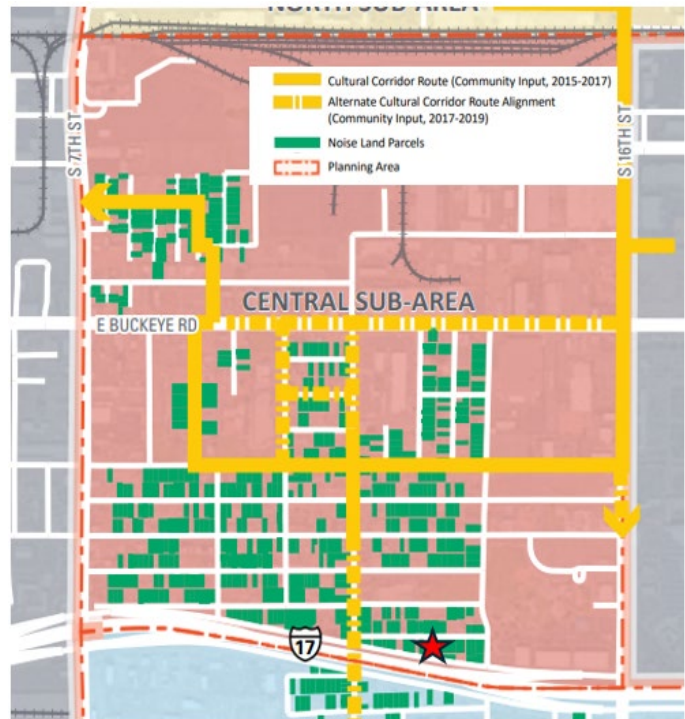 NORTH SUB-AREA
Cultural Corridor Route (Community Input, 2015-2017)
Alternate Cultural Corridor Route Alignment
(Community Input, 2017-2019)
Noise Land Parcels
Planning Area
S 7TH ST
S 16TH ST
CENTRAL SUB-AREA
E BUCKEYE RD
17